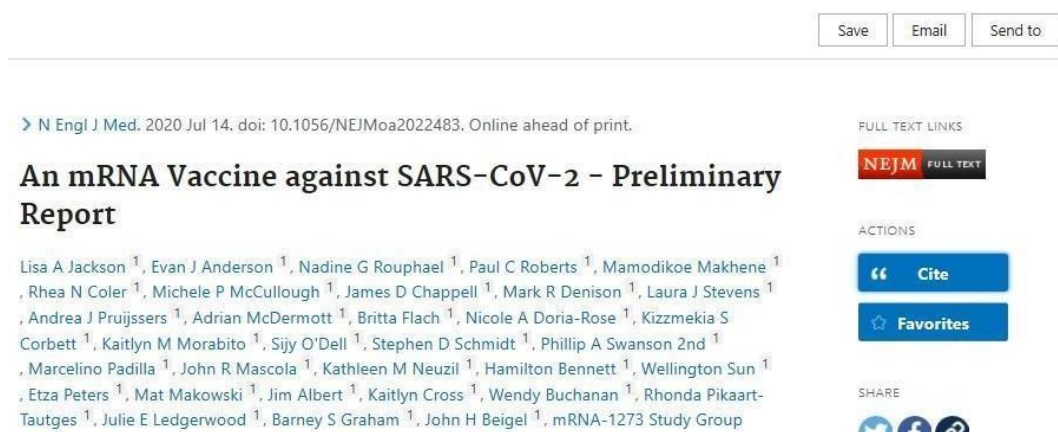 Save Email Send to
N Engl J Med. 2020 Jul 14. doi: 10.1056/NEJMoa2022483. Online ahead of print.
An mRNA Vaccine against SARS-CoV-2 - Preliminary
Report
Lisa A Jackson 1, Evan J Anderson 1, Nadine G Rouphael 1, Paul C Roberts 1, Mamodikoe Makhene 1
, Rhea N Coler 1, Michele P McCullough 1, James D Chappell 1, Mark R Denison 1, Laura J Stevens 1
, Andrea J Pruijssers 1, Adrian McDermott 1, Britta Flach 1, Nicole A Doria-Rose 1, Kizzmekia S
Corbett 1, Kaitlyn M Morabito 1, Sijy O'Dell 1, Stephen D Schmidt 1, Phillip A Swanson 2nd 1
, Marcelino Padilla 1, John R Mascola 1, Kathleen M Neuzil 1, Hamilton Bennett 1, Wellington Sun 1
, Etza Peters 1, Mat Makowski 1, Jim Albert 1, Kaitlyn Cross 1, Wendy Buchanan 1, Rhonda Pikaart-
Tautges 1, Julie E Ledgerwood 1, Barney S Graham 1, John H Beigel 1, mRNA-1273 Study Group
FULL TEXT LINKS
NEJM FULL TEXT
ACTIONS
Cite
Favorites
SHARE